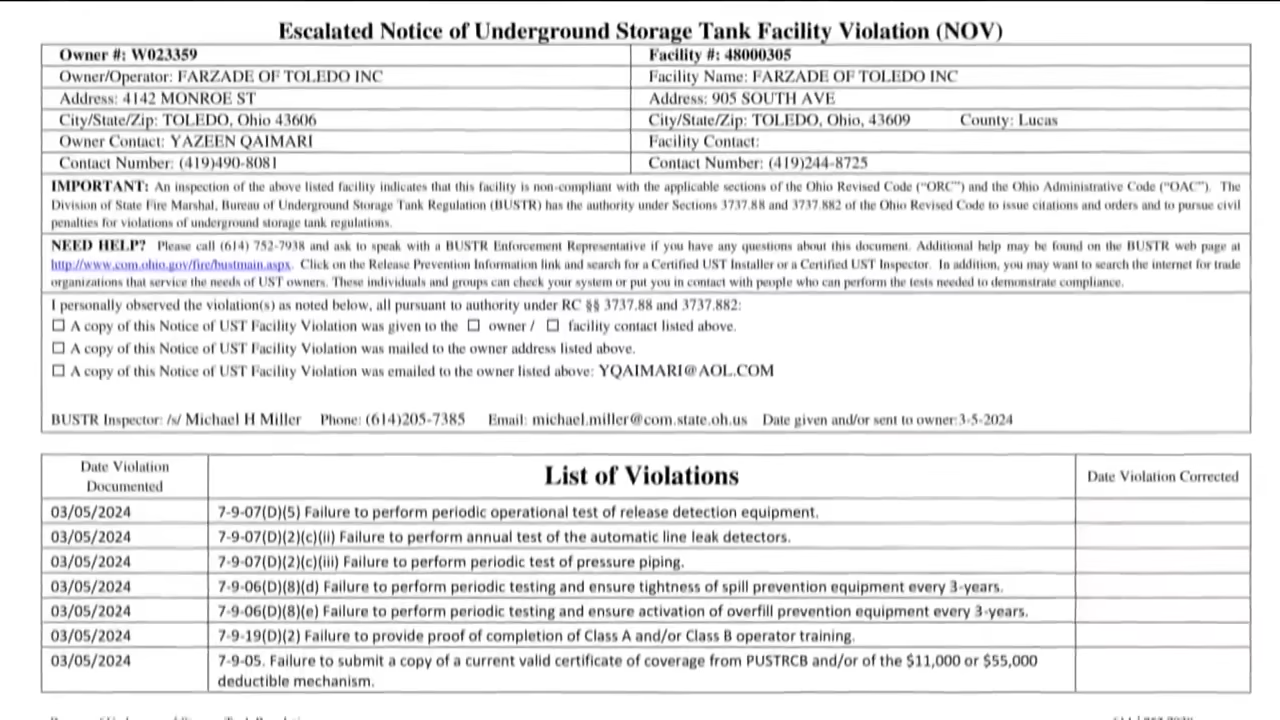 Escalated Notice of Underground Storage Tank Facility Violation (NOV)
Owner #: W023359
Facility #: 48000305
Owner/Operator: FARZADE OF TOLEDO INC
Facility Name: FARZADE OF TOLEDO INC
Address: 4142 MONROE ST
Address: 905 SOUTH AVE
City/State/Zip: TOLEDO, Ohio 43606
City/State/Zip: TOLEDO, Ohio, 43609 County: Lucas
Owner Contact: YAZEEN QAIMARI
Facility Contact:
Contact Number: (419)490-8081
Contact Number: (419)244-8725
IMPORTANT: An inspection of the above listed facility indicates that this facility is non-compliant with the applicable sections of the Ohio Revised Code ("ORC") and the Ohio Administrative Code ("OAC"). The
Division of State Fire Marshal, Bureau of Underground Storage Tank Regulation (BUSTR) has the authority under Sections 3737.88 and 3737.882 of the Ohio Revised Code to issue citations and orders and to pursue civil
penalties for violations of underground storage tank regulations.
NEED HELP? Please call (614) 752-7938 and ask to speak with a BUSTR Enforcement Representative if you have any questions about this document. Additional help may be found on the BUSTR web page at
http://www.com.ohio.gov/fire/bustmain.aspx. Click on the Release Prevention Information link and search for a Certified UST Installer or a Certified UST Inspector. In addition, you may want to search the internet for trade
organizations that service the needs of UST owners. These individuals and groups can check your system or put you in contact with people who can perform the tests needed to demonstrate compliance.
I personally observed the violation(s) as noted below, all pursuant to authority under RC §§ 3737.88 and 3737.882:
☐ A copy of this Notice of UST Facility Violation was given to the ☐ owner / ☐ facility contact listed above.
☐ A copy of this Notice of UST Facility Violation was mailed to the owner address listed above.
☐ A copy of this Notice of UST Facility Violation was emailed to the owner listed above: YQAIMARI@AOL.COM
BUSTR Inspector: /s/ Michael H Miller Phone: (614)205-7385 Email: michael.miller@com.state.oh.us Date given and/or sent to owner:3-5-2024
Date Violation
Documented
List of Violations
Date Violation Corrected
03/05/2024 7-9-07(D)(5) Failure to perform periodic operational test of release detection equipment.
03/05/2024 7-9-07(D)(2)(c)(ii) Failure to perform annual test of the automatic line leak detectors.
03/05/2024 7-9-07(D)(2)(c)(iii) Failure to perform periodic test of pressure piping.
03/05/2024 7-9-06(D)(8)(d) Failure to perform periodic testing and ensure tightness of spill prevention equipment every 3-years.
03/05/2024 7-9-06(D)(8)(e) Failure to perform periodic testing and ensure activation of overfill prevention equipment every 3-years.
03/05/2024 7-9-19(D)(2) Failure to provide proof of completion of Class A and/or Class B operator training.
03/05/2024 7-9-05. Failure to submit a copy of a current valid certificate of coverage from PUSTRCB and/or of the $11,000 or $55,000
deductible mechanism.